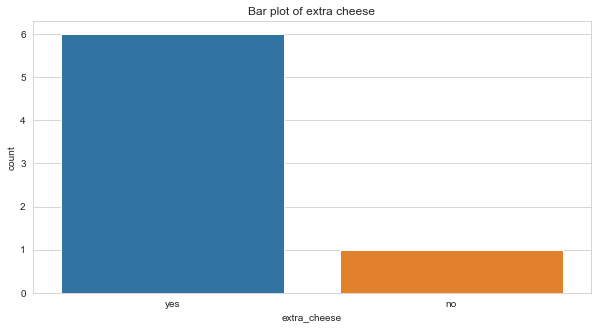 Bar plot of extra cheese
6
5
4
3
2
1
0
count
yes
no
extra_cheese